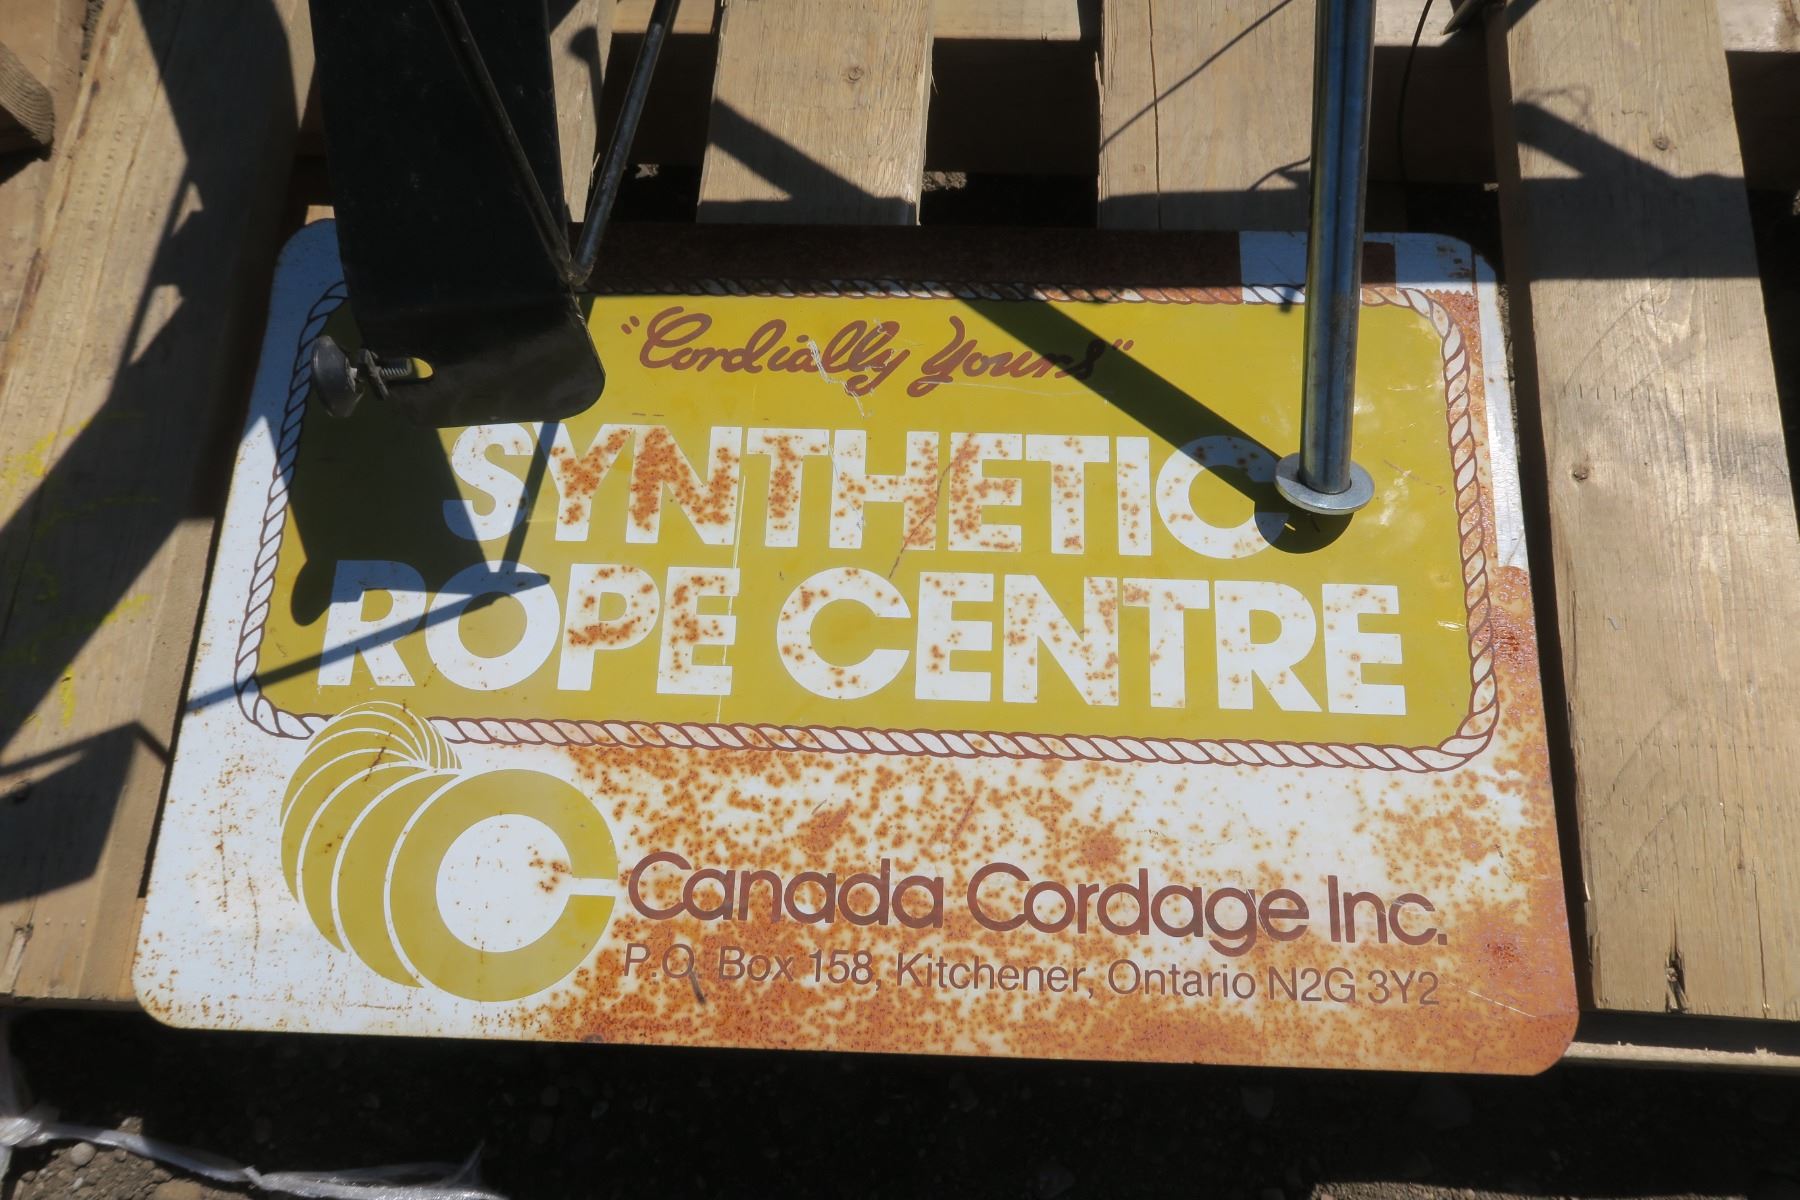 "Cordially Yours"
SYNTHETIC
ROPE CENTRE
Canada Cordage Inc.
P.O. Box 158, Kitchener, Ontario N2G 3Y2